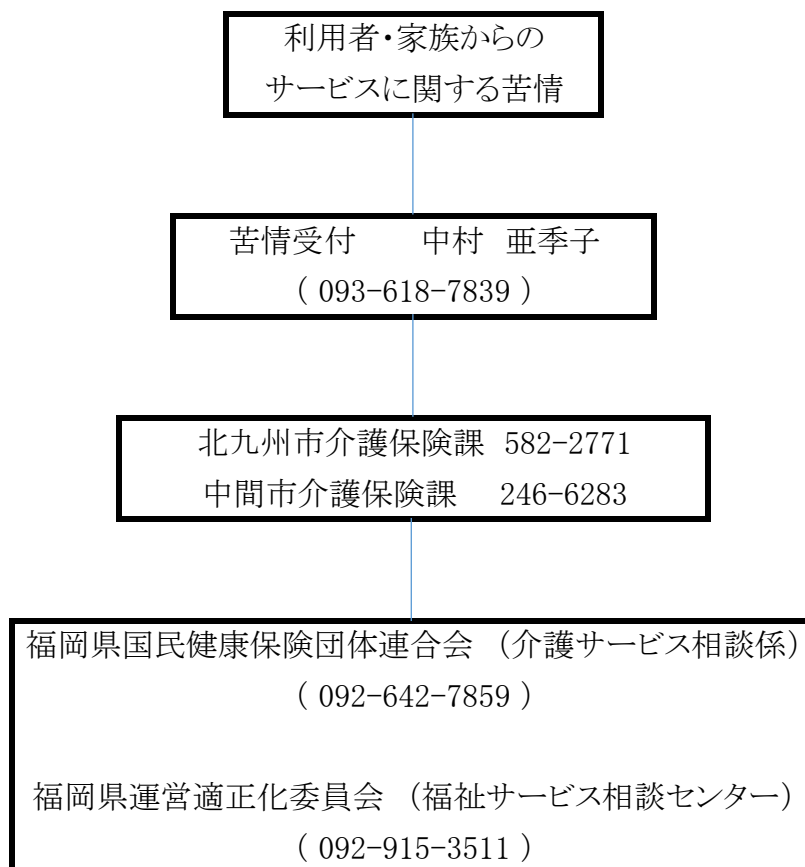 利用者・家族からの
サービスに関する苦情
苦情受付　　中村　亜季子
（ 093-618-7839 ）
北九州市介護保険課 582-2771
中間市介護保険課　 246-6283
福岡県国民健康保険団体連合会 （介護サービス相談係）
（ 092-642-7859 ）
福岡県運営適正化委員会 （福祉サービス相談センター）
（ 092-915-3511 ）